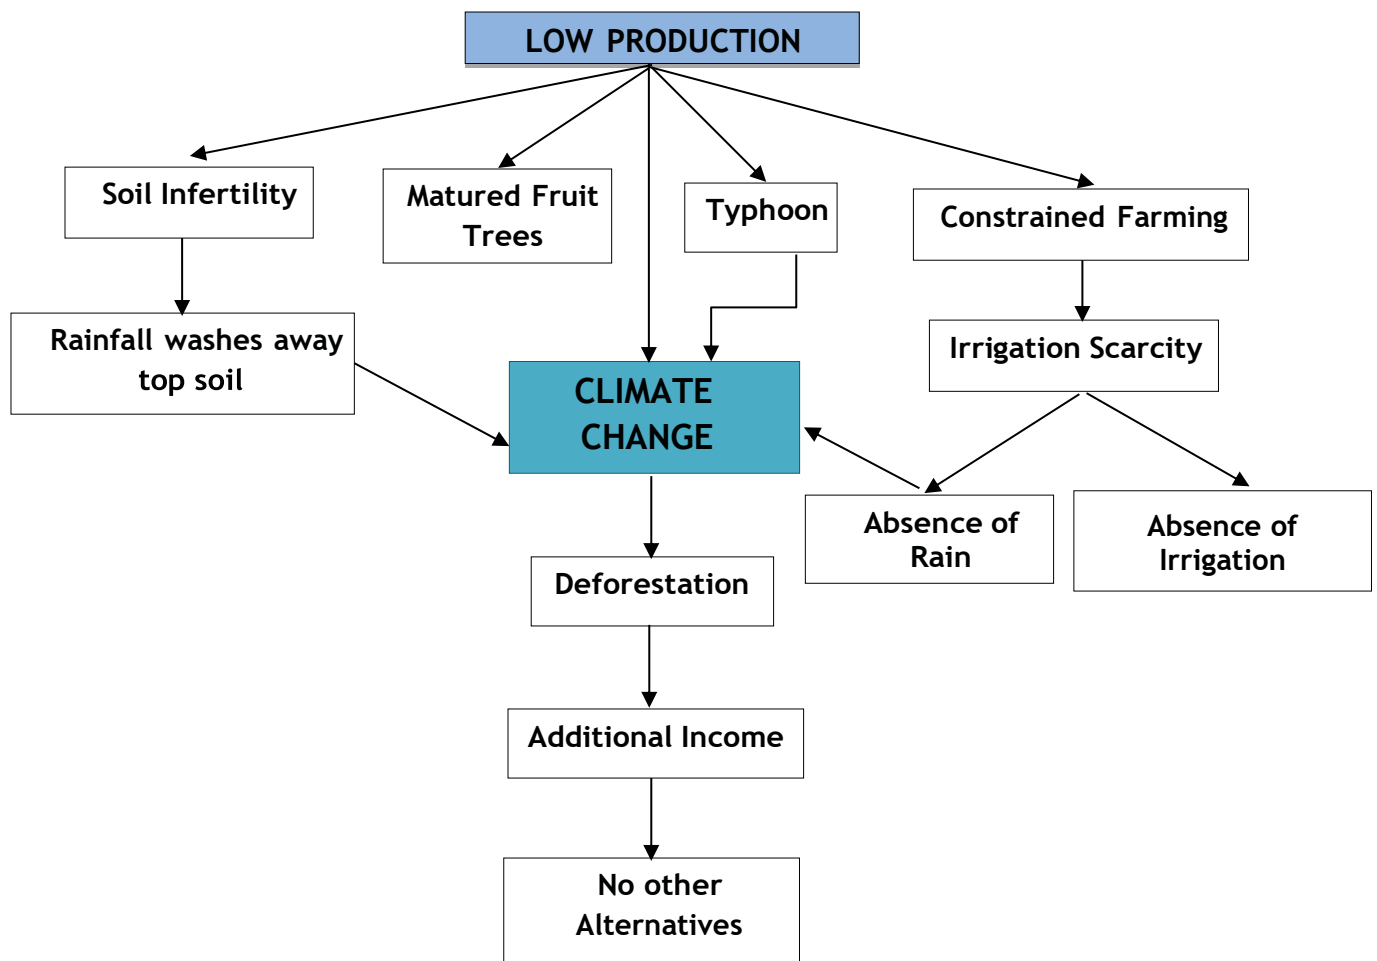 LOW PRODUCTION
Soil Infertility
Matured Fruit
Trees
Typhoon
Constrained Farming
Rainfall washes away
top soil
Irrigation Scarcity
CLIMATE
CHANGE
Absence of
Rain
Absence of
Irrigation
Deforestation
Additional Income
No other
Alternatives